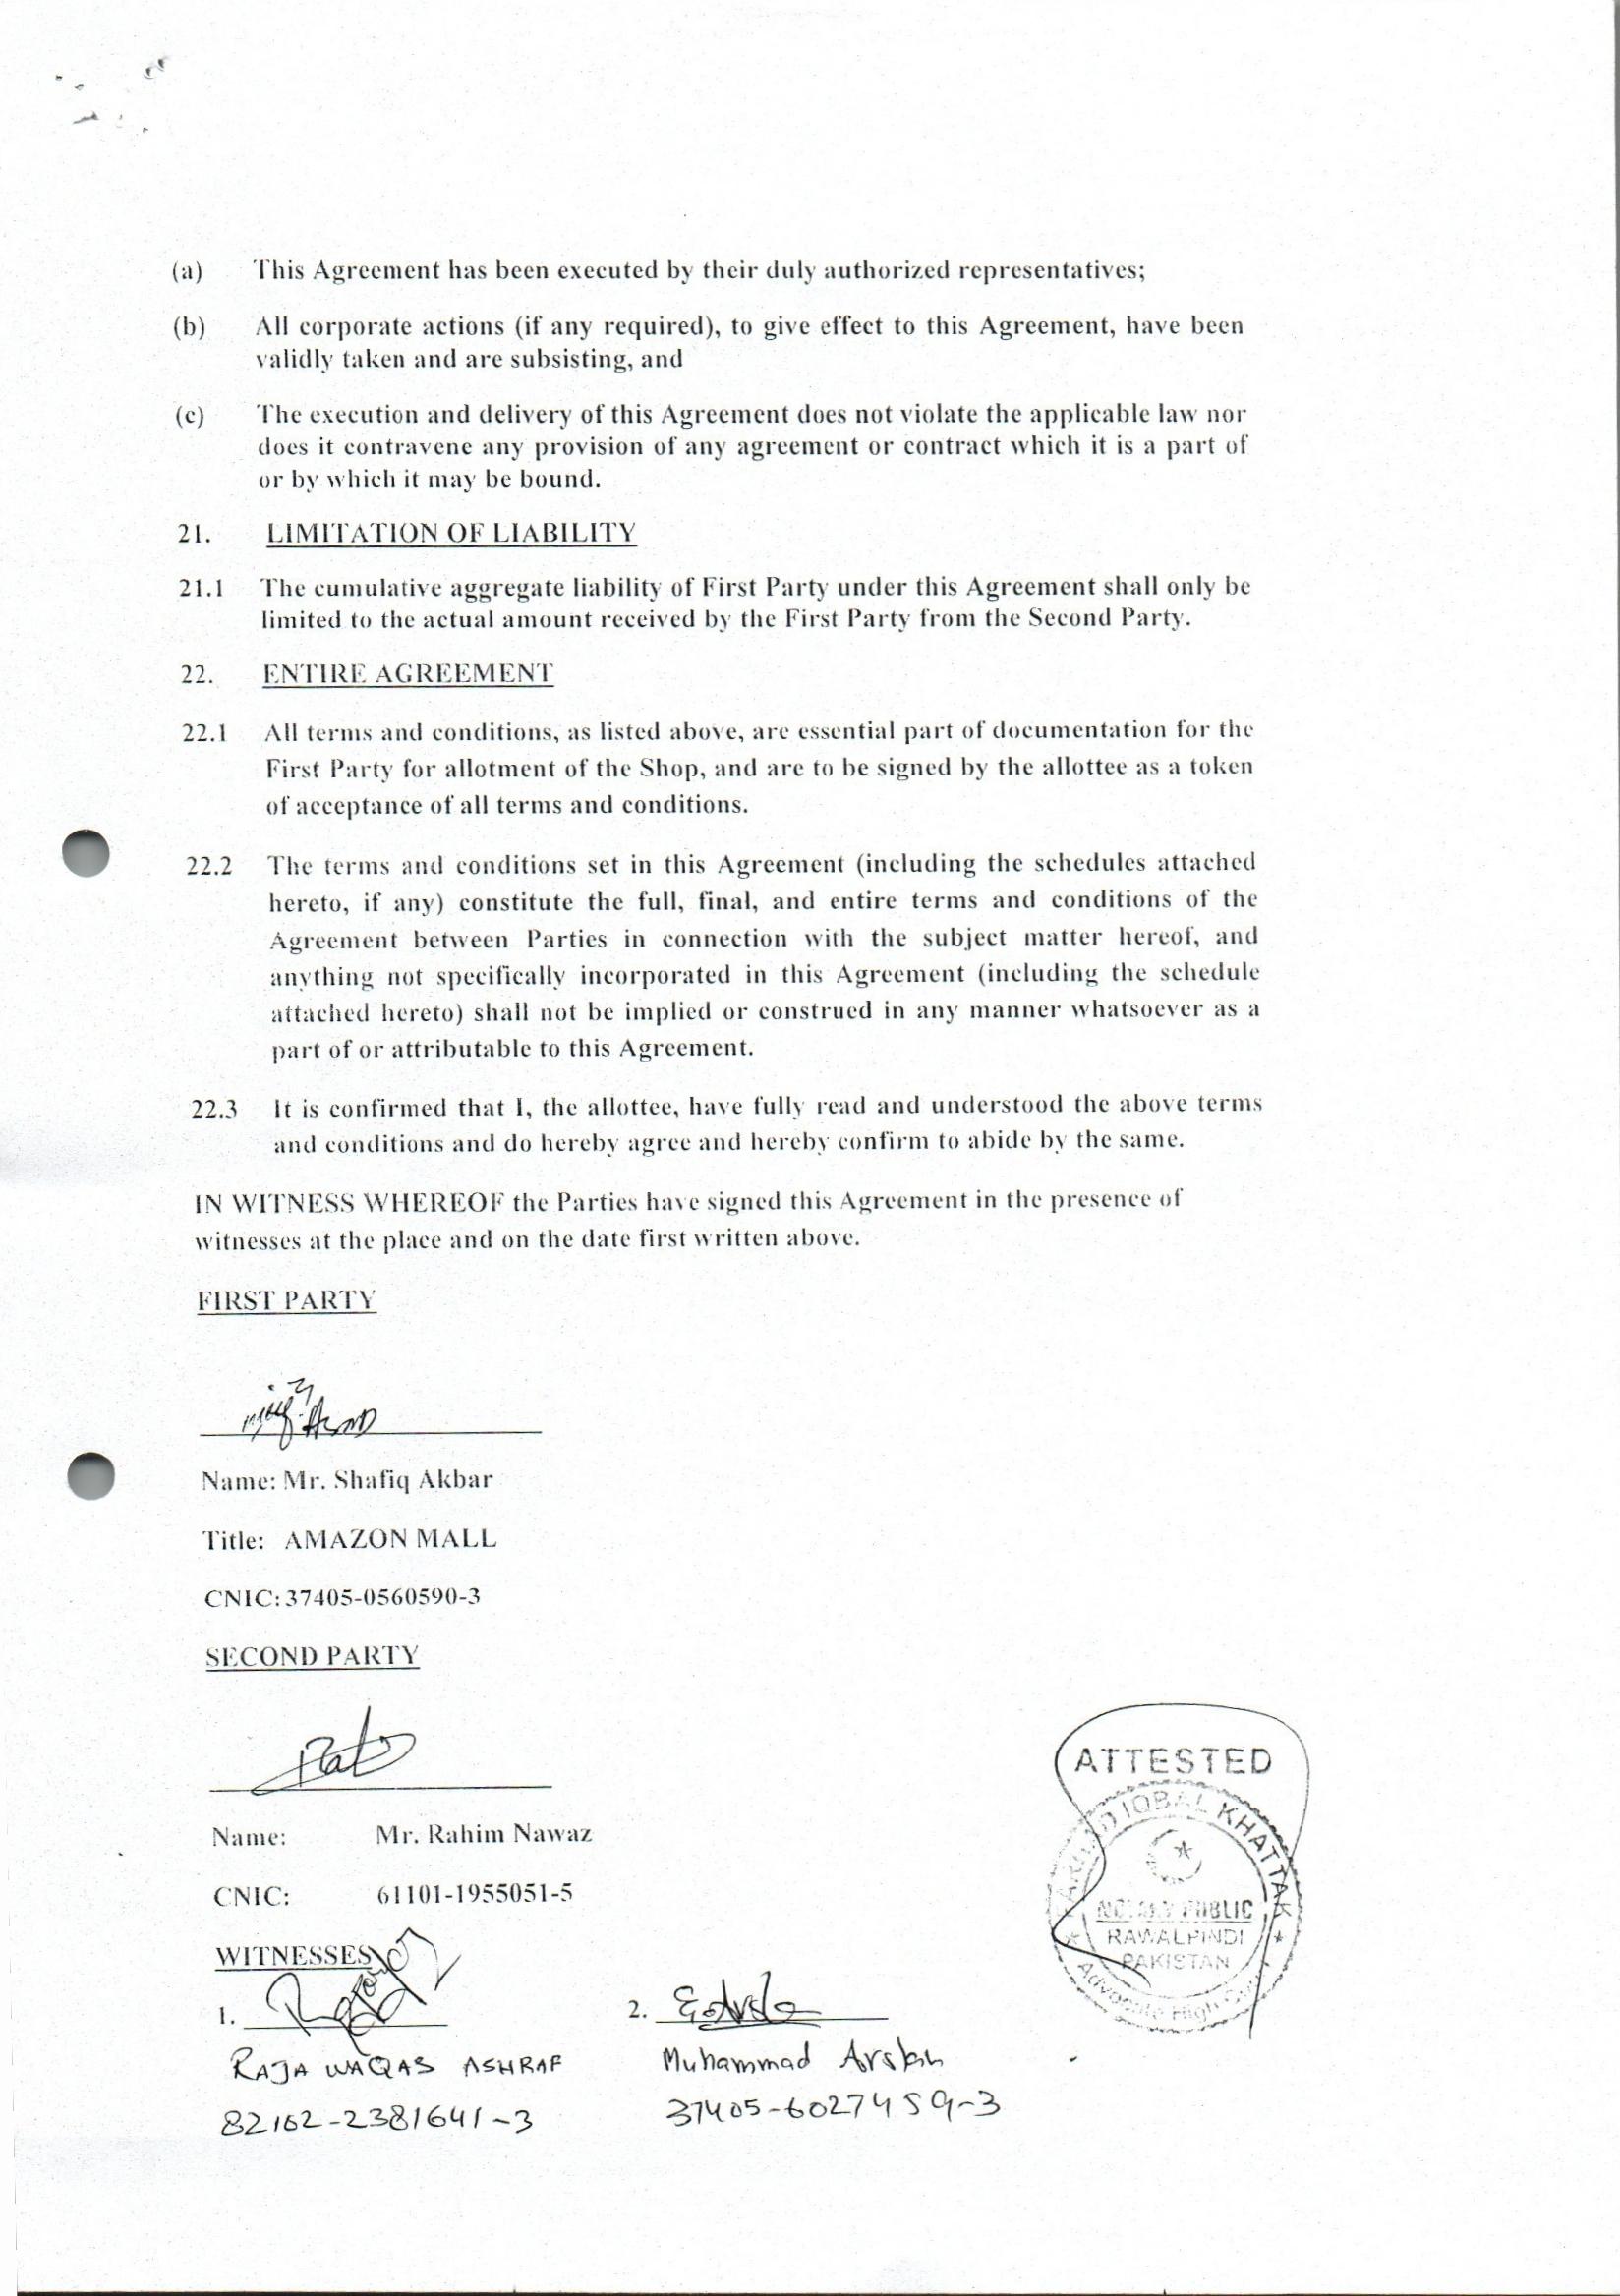 (a) This Agreement has been executed by their duly authorized representatives;
(b) All corporate actions (if any required), to give effect to this Agreement, have been
validly taken and are subsisting, and
(c) The execution and delivery of this Agreement does not violate the applicable law nor
does it contravene any provision of any agreement or contract which it is a part of
or by which it may be bound.
21. LIMITATION OF LIABILITY
21.1 The cumulative aggregate liability of First Party under this Agreement shall only be
limited to the actual amount received by the First Party from the Second Party.
22. ENTIRE AGREEMENT
22.1 All terms and conditions, as listed above, are essential part of documentation for the
First Party for allotment of the Shop, and are to be signed by the allottee as a token
of acceptance of all terms and conditions.
22.2 The terms and conditions set in this Agreement (including the schedules attached
hereto, if any) constitute the full, final, and entire terms and conditions of the
Agreement between Parties in connection with the subject matter hereof, and
anything not specifically incorporated in this Agreement (including the schedule
attached hereto) shall not be implied or construed in any manner whatsoever as a
part of or attributable to this Agreement.
22.3 It is confirmed that I, the allottee, have fully read and understood the above terms
and conditions and do hereby agree and hereby confirm to abide by the same.
IN WITNESS WHEREOF the Parties have signed this Agreement in the presence of
witnesses at the place and on the date first written above.
FIRST PARTY
Name: Mr. Shafiq Akbar
Title: AMAZON MALL
CNIC: 37405-0560590-3
SECOND PARTY
Name: Mr. Rahim Nawaz
CNIC: 61101-1955051-5
WITNESSES
1. 2.
RAJA WAQAS ASHRAF
82102-2381641-3
Muhammad Arslan
37405-6027459-3
ATTESTED
IQBAL KHATTAK
NOTARY PUBLIC
RAWALPINDI
PAKISTAN
Advocate High